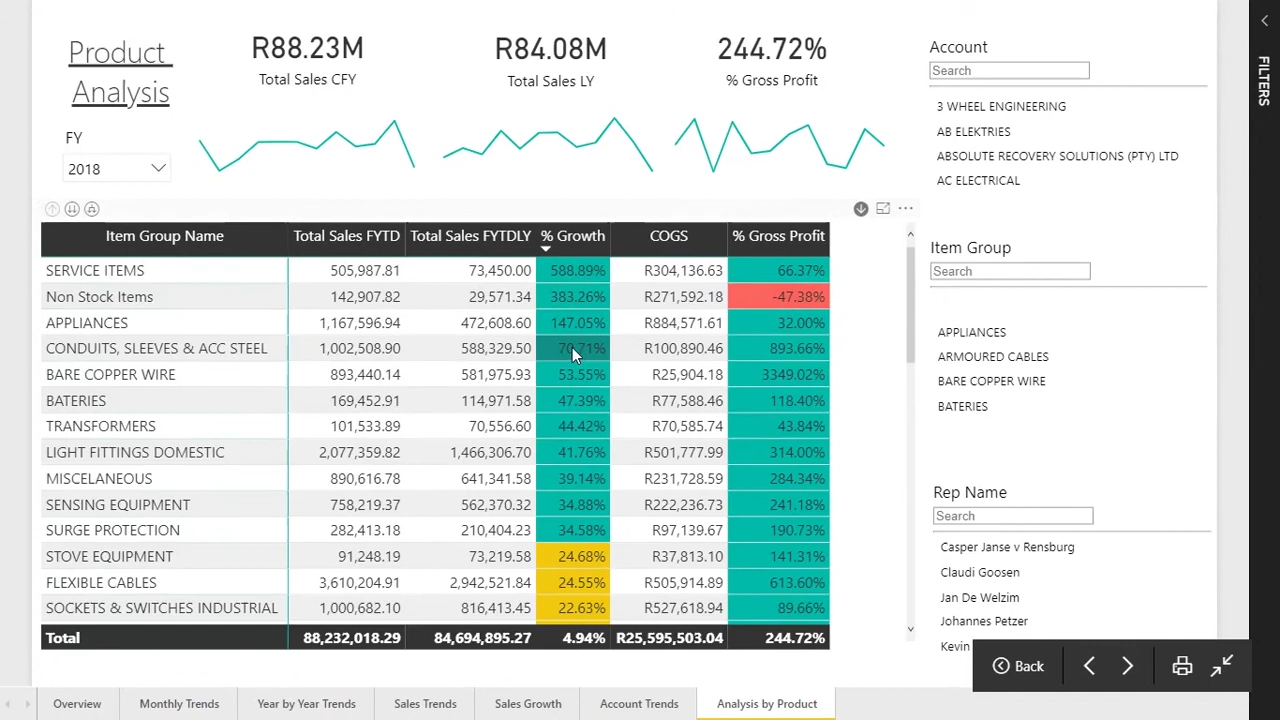 Product
Analysis
FY
2018
R88.23M
Total Sales CFY
R84.08M
Total Sales LY
244.72%
% Gross Profit
Item Group Name Total Sales FYTD Total Sales FYTDLY % Growth COGS % Gross Profit
SERVICE ITEMS 505,987.81 73,450.00 588.89% R304,136.63 66.37%
Non Stock Items 142,907.82 29,571.34 383.26% R271,592.18 -47.38%
APPLIANCES 1,167,596.94 472,608.60 147.05% R884,571.61 32.00%
CONDUITS, SLEEVES & ACC STEEL 1,002,508.90 588,329.50 70.71% R100,890.46 893.66%
BARE COPPER WIRE 893,440.14 581,975.93 53.55% R25,904.18 3349.02%
BATERIES 169,452.91 114,971.58 47.39% R77,588.46 118.40%
TRANSFORMERS 101,533.89 70,556.60 44.42% R70,585.74 43.84%
LIGHT FITTINGS DOMESTIC 2,077,359.82 1,466,306.70 41.76% R501,777.99 314.00%
MISCELANEOUS 890,616.78 641,341.58 39.14% R231,728.59 284.34%
SENSING EQUIPMENT 758,219.37 562,370.32 34.88% R222,236.73 241.18%
SURGE PROTECTION 282,413.18 210,404.23 34.58% R97,139.67 190.73%
STOVE EQUIPMENT 91,248.19 73,219.58 24.68% R37,813.10 141.31%
FLEXIBLE CABLES 3,610,204.91 2,942,521.84 24.55% R505,914.89 613.60%
SOCKETS & SWITCHES INDUSTRIAL 1,000,682.10 816,413.45 22.63% R527,618.94 89.66%
Total 88,232,018.29 84,694,895.27 4.94% R25,595,503.04 244.72%
Account
Search
3 WHEEL ENGINEERING
AB ELEKTRIES
ABSOLUTE RECOVERY SOLUTIONS (PTY) LTD
AC ELECTRICAL
Item Group
Search
APPLIANCES
ARMOURED CABLES
BARE COPPER WIRE
BATERIES
Rep Name
Search
Casper Janse v Rensburg
Claudi Goosen
Jan De Welzim
Johannes Petzer
Kevin
FILTERS
Back
Overview Monthly Trends Year by Year Trends Sales Trends Sales Growth Account Trends Analysis by Product